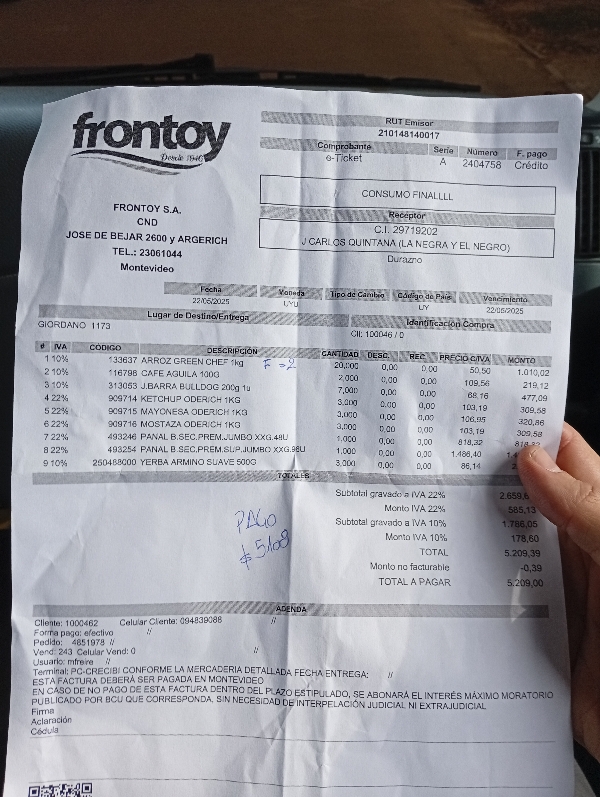 frontoy
Desde 1940
RUT Emisor
210148140017
Comprobante Serie Número F. pago
e-Ticket A 2404758 Crédito
// CONSUMO FINALLLL
Receptor
C.I. 29719202
J CARLOS QUINTANA (LA NEGRA Y EL NEGRO)
Durazno
FRONTOY S.A.
CND
JOSE DE BEJAR 2600 y ARGERICH
TEL.: 23061044
Montevideo
Fecha Moneda Tipo de Cambio Código de País Vencimiento
22/05/2025 UYU UY 22/05/2025
Lugar de Destino/Entrega Identificación Compra
GIORDANO 1173 CII: 100046 / 0
# IVA CÓDIGO DESCRIPCIÓN CANTIDAD DESC. REC. PRECIO C/IVA MONTO
1 10% 133637 ARROZ GREEN CHEF 1kg F = 2 20,000 0,00 0,00 50,50 1.010,02
2 10% 116798 CAFE AGUILA 100G 2,000 0,00 0,00 109,56 219,12
3 10% 313053 J.BARRA BULLDOG 200g 1u 7,000 0,00 0,00 68,16 477,09
4 22% 909714 KETCHUP ODERICH 1KG 3,000 0,00 0,00 103,19 309,58
5 22% 909715 MAYONESA ODERICH 1KG 3,000 0,00 0,00 106,95 320,86
6 22% 909716 MOSTAZA ODERICH 1KG 3,000 0,00 0,00 103,19 309,58
7 22% 493246 PANAL B.SEC.PREM.JUMBO XXG.48U 1,000 0,00 0,00 818,32 818,32
8 22% 493254 PANAL B.SEC.PREM.SUP.JUMBO XXG.96U 1,000 0,00 0,00 1.486,40
9 10% 250488000 YERBA ARMINO SUAVE 500G 3,000 0,00 0,00 86,14
TOTALES
Subtotal gravado a IVA 22% 2.659,6
Monto IVA 22% 585,13
Subtotal gravado a IVA 10% 1.786,05
Monto IVA 10% 178,60
TOTAL 5.209,39
Monto no facturable -0,39
TOTAL A PAGAR 5.209,00
PAGO
$ 5.108
ADENDA
Cliente: 1000462 Celular Cliente: 094839086 //
Forma pago: efectivo //
Pedido: 4651978 //
Vend: 243 Celular Vend: 0 //
Usuario: mfreire //
Terminal: PC-CRECIBI CONFORME LA MERCADERIA DETALLADA FECHA ENTREGA: //
ESTA FACTURA DEBERÁ SER PAGADA EN MONTEVIDEO
EN CASO DE NO PAGO DE ESTA FACTURA DENTRO DEL PLAZO ESTIPULADO, SE ABONARÁ EL INTERÉS MÁXIMO MORATORIO
PUBLICADO POR BCU QUE CORRESPONDA, SIN NECESIDAD DE INTERPELACIÓN JUDICIAL NI EXTRAJUDICIAL
Firma
Aclaración
Cédula